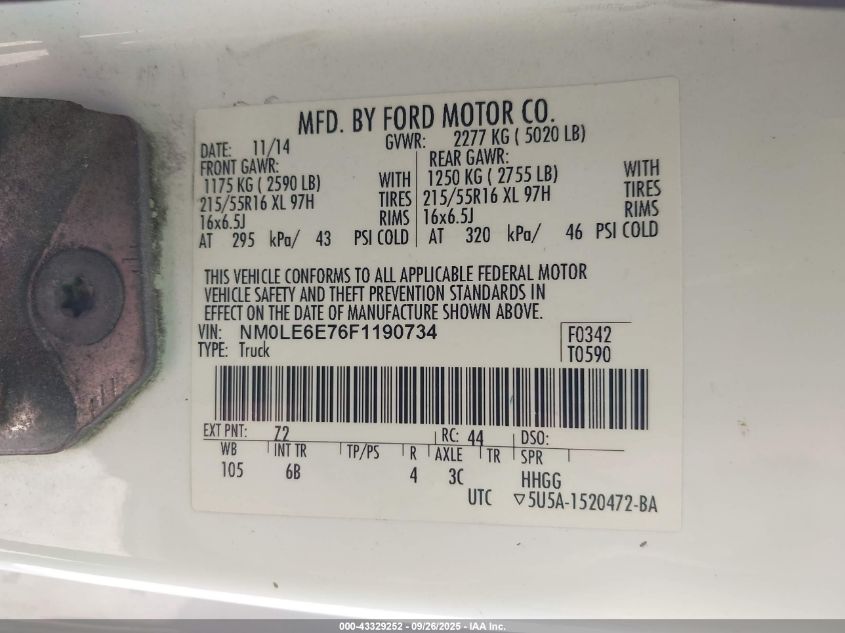 MFD. BY FORD MOTOR CO.
DATE: 11/14 GVWR: 2277 KG ( 5020 LB)
FRONT GAWR: REAR GAWR:
1175 KG ( 2590 LB) WITH 1250 KG ( 2755 LB) WITH
215/55R16 XL 97H TIRES 215/55R16 XL 97H TIRES
16x6.5J RIMS 16x6.5J RIMS
AT 295 kPa/ 43 PSI COLD AT 320 kPa/ 46 PSI COLD
THIS VEHICLE CONFORMS TO ALL APPLICABLE FEDERAL MOTOR
VEHICLE SAFETY AND THEFT PREVENTION STANDARDS IN
EFFECT ON THE DATE OF MANUFACTURE SHOWN ABOVE.
VIN: NM0LE6E76F1190734 F0342
TYPE: Truck T0590
EXT PNT: Z2 RC: 44 DSO:
WB INT TR TP/PS R AXLE TR SPR
105 6B 4 3C HHGG
UTC ▽5U5A-1520472-BA
000-43329252 - 09/26/2025 - IAA Inc.